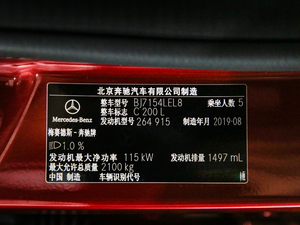 北京奔驰汽车有限公司制造
整车型号 BJ7154LEL8 乘坐人数 5
整车标志 C 200 L
发动机型号 264 915 制造年月 2019-08
Mercedes-Benz
梅赛德斯-奔驰牌
1.0 %
发动机最大净功率 115 kW 发动机排量 1497 mL
最大允许总质量 2100kg
中国 制造 车辆识别代号